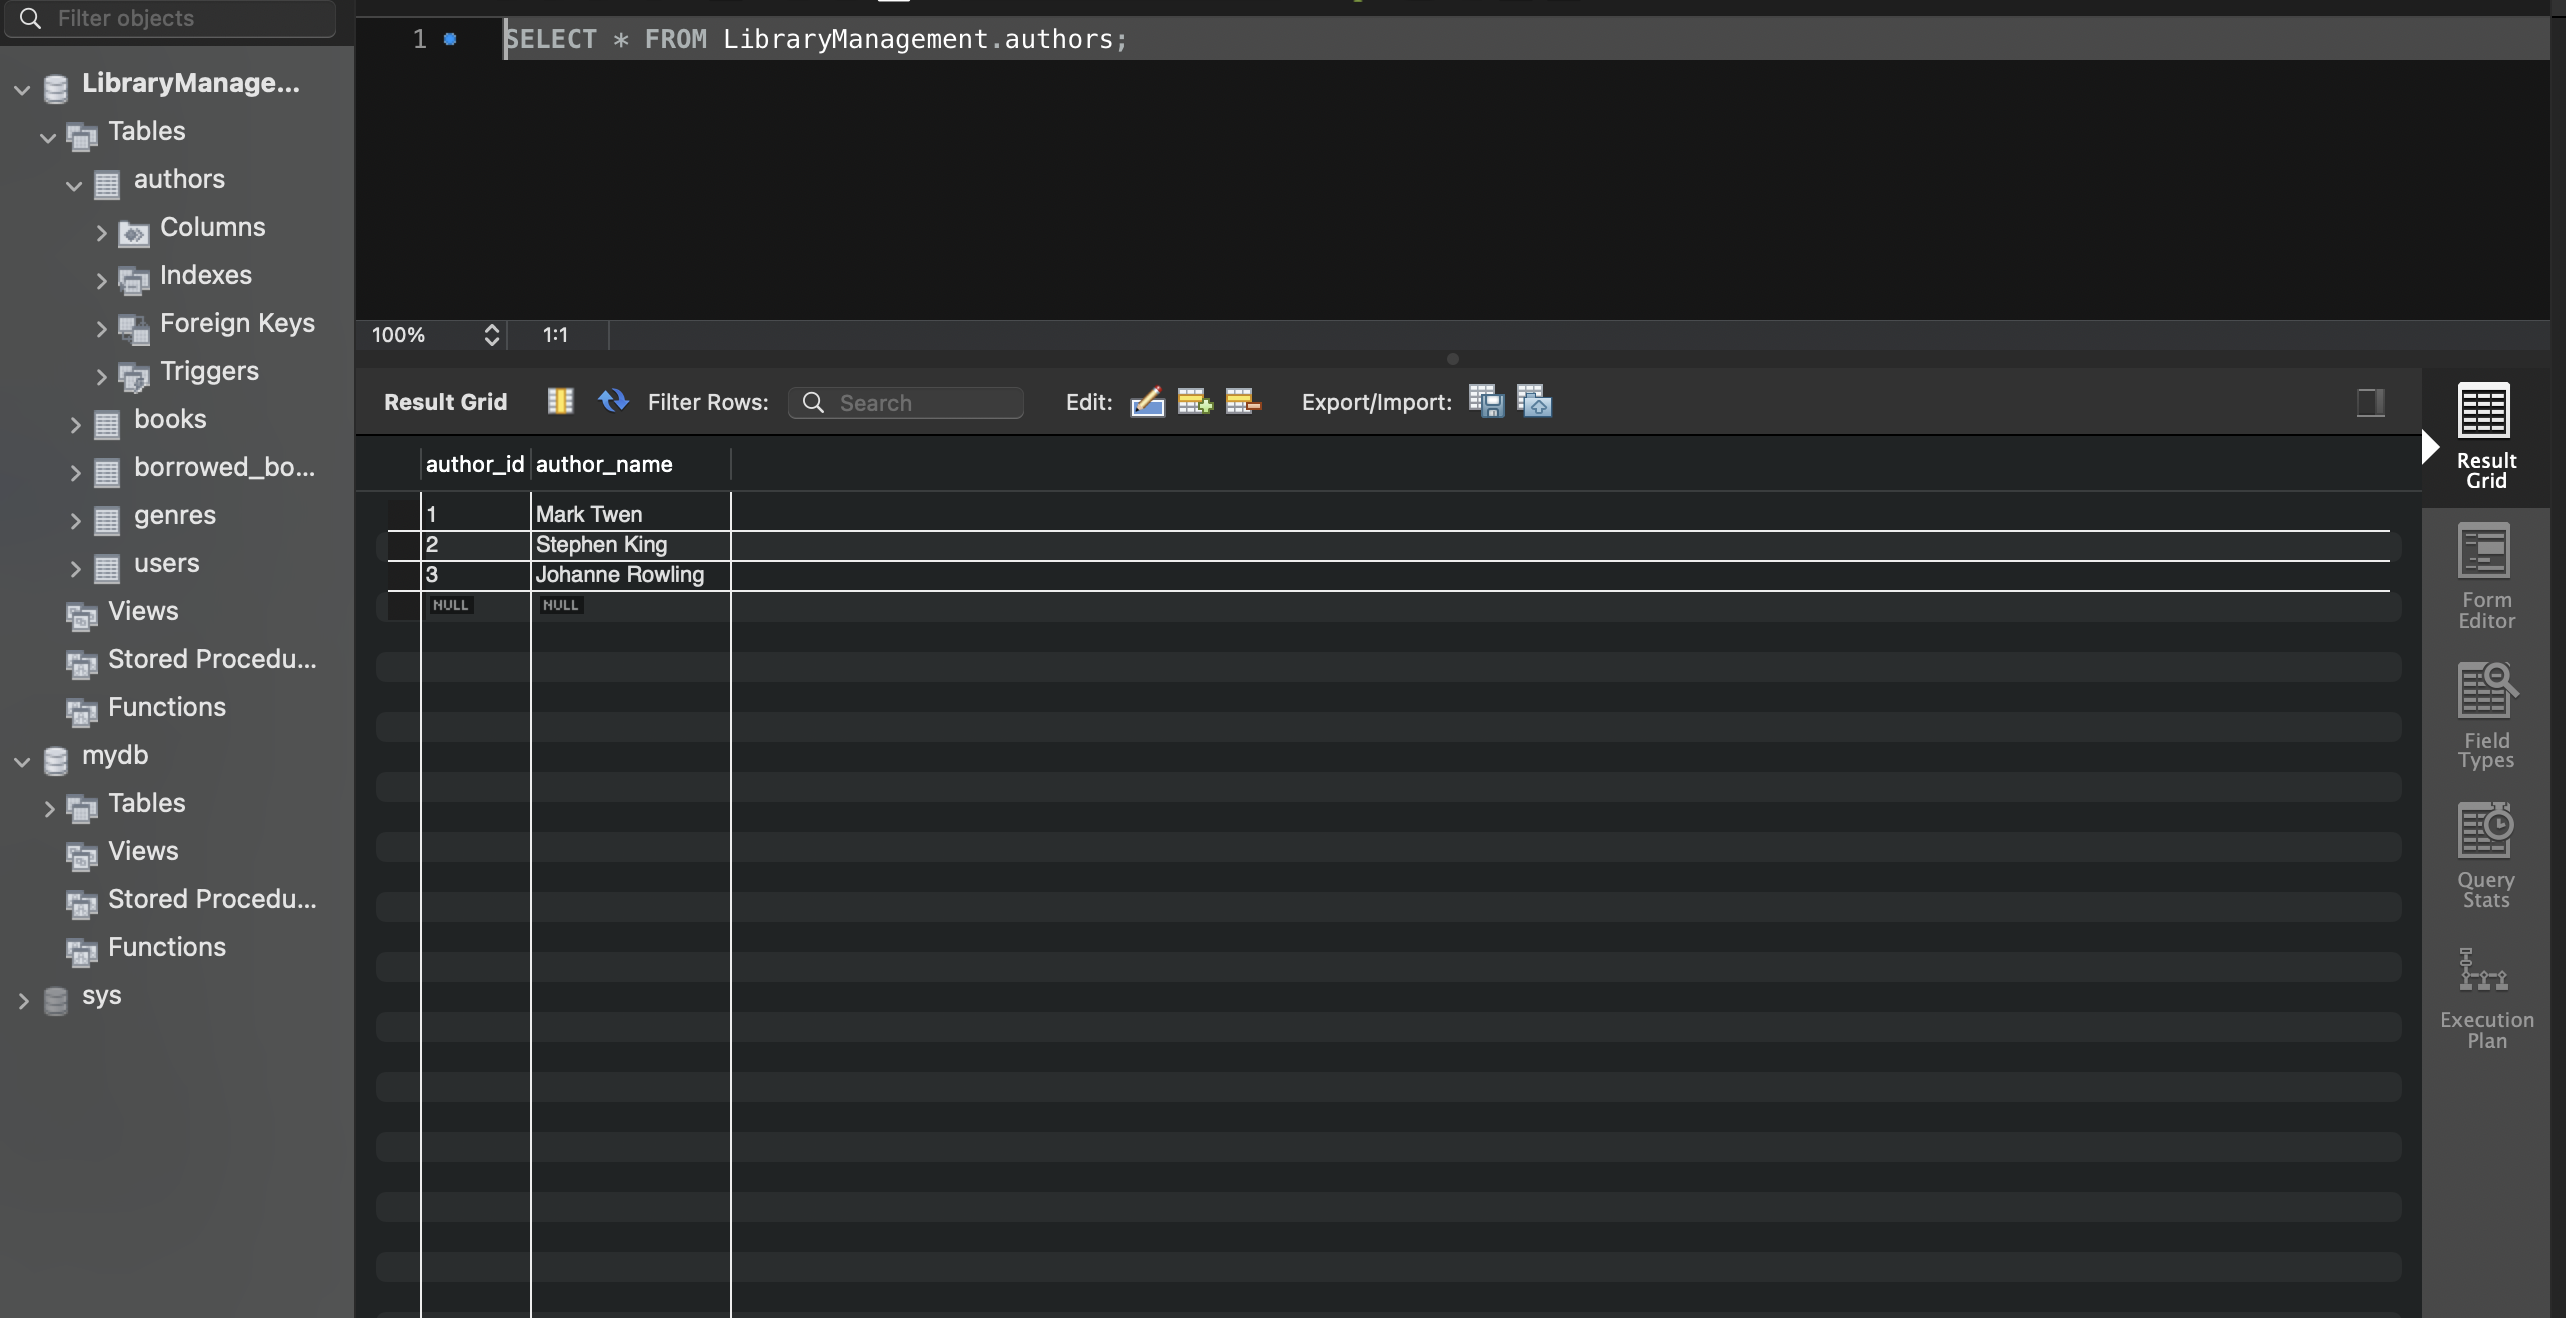 Filter objects
LibraryManage...
Tables
authors
Columns
Indexes
Foreign Keys
Triggers
books
borrowed_bo...
genres
users
Views
Stored Procedu...
Functions
mydb
Tables
Views
Stored Procedu...
Functions
sys
1 SELECT * FROM LibraryManagement.authors;
100% 1:1
Result Grid Filter Rows: Search Edit: Export/Import:
author_id author_name
1 Mark Twen
2 Stephen King
3 Johanne Rowling
NULL NULL
Result
Grid
Form
Editor
Field
Types
Query
Stats
Execution
Plan